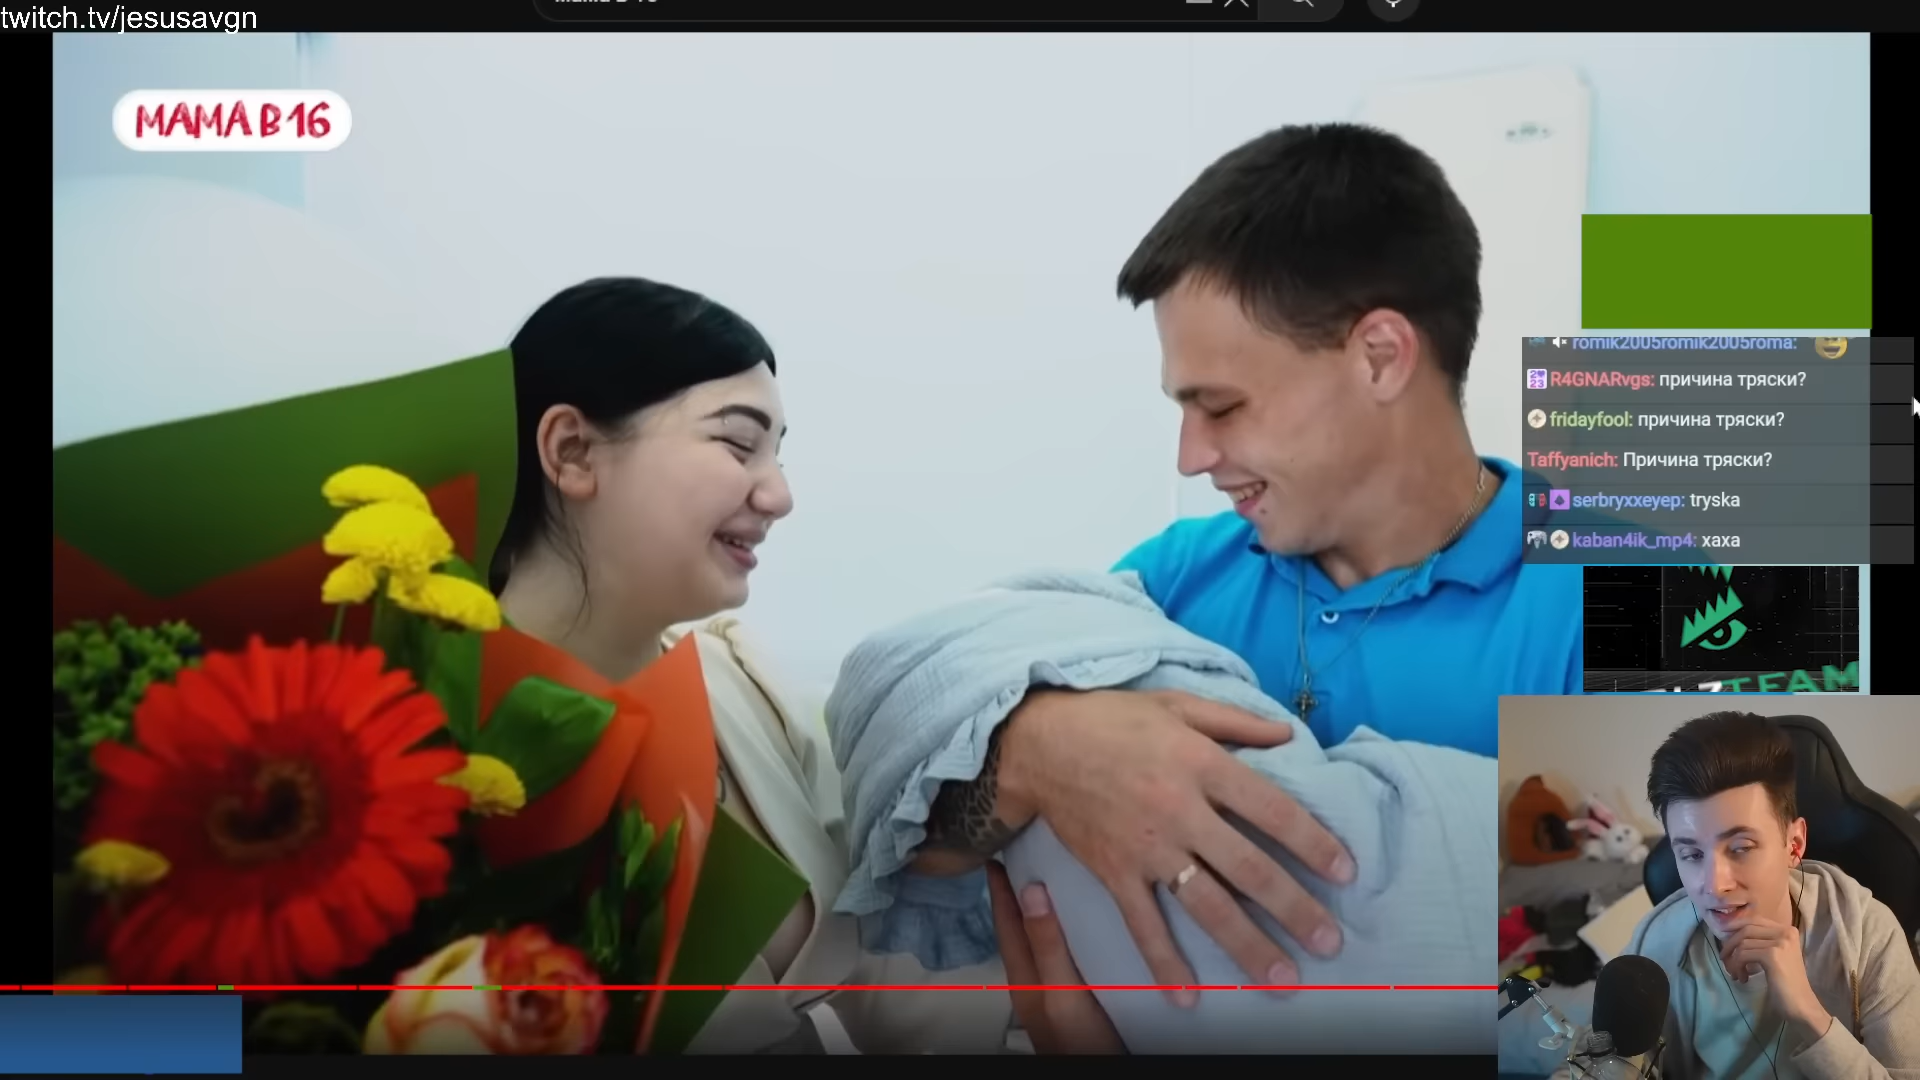 twitch.tv/jesusavgn
МАМА В 16
romik2005romik2005roma:
R4GNARvgs: причина тряски?
fridayfool: причина тряски?
Taffyanich: Причина тряски?
serbryxxeyep: tryska
kaban4ik_mp4: хаха
TEAM